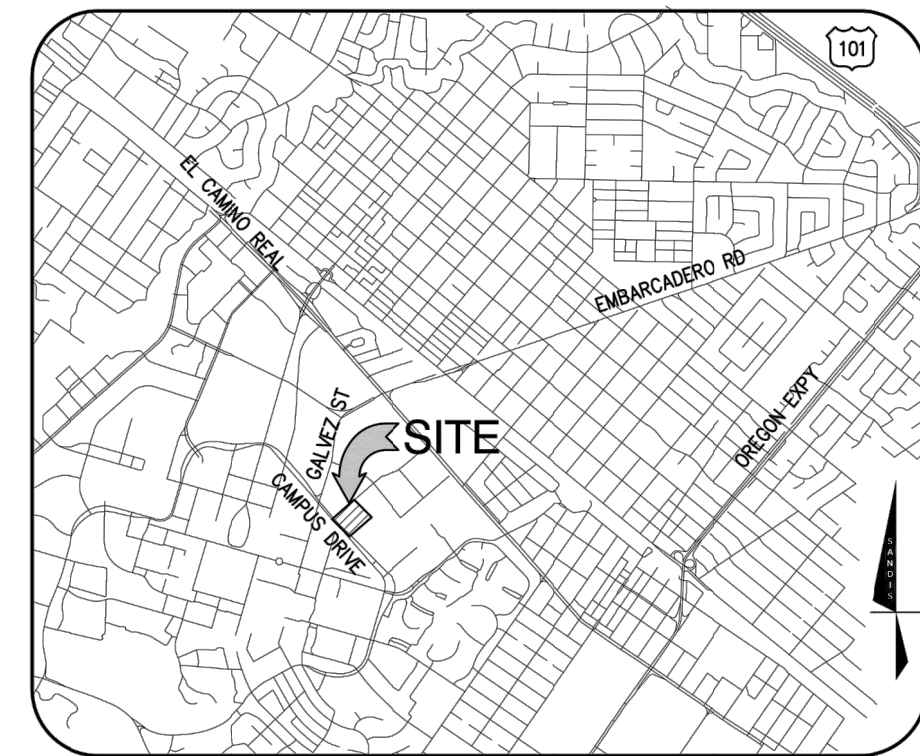 101
EL CAMINO REAL
EMBARCADERO RD
OREGON EXPY
GALVEZ ST
SITE
CAMPUS DRIVE
SANDIS